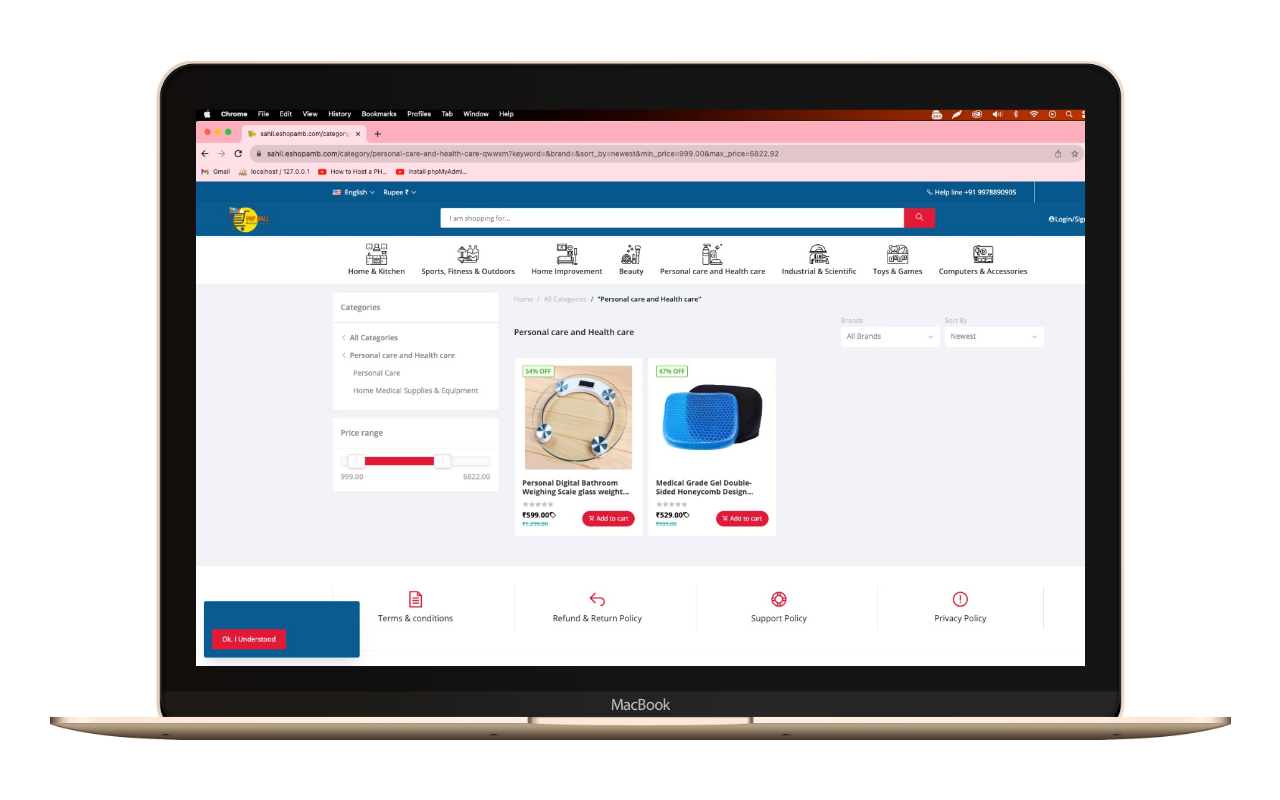 Chrome File Edit View History Bookmarks Profiles Tab Window Help
sahil.eshopamb.com/category
sahil.eshopamb.com/category/personal-care-and-health-care-qwwxm?keyword=&brand=&sort_by=newest&min_price=999.00&max_price=6822.92
Gmail localhost / 127.0.0.1 How to Host a PH... Install phpMyAdmi...
English Rupee ₹ Help line +91 9978890905
I am shopping for... Login/Sig
Home & Kitchen Sports, Fitness & Outdoors Home Improvement Beauty Personal care and Health care Industrial & Scientific Toys & Games Computers & Accessories
Categories
All Categories
Personal care and Health care
Personal Care
Home Medical Supplies & Equipment
Price range
999.00 6822.00
Home / All Categories / "Personal care and Health care"
Personal care and Health care
Brands Sort By
All Brands Newest
54% OFF
Personal Digital Bathroom
Weighing Scale glass weight...
₹599.00 Add to cart
₹1,299.00
47% OFF
Medical Grade Gel Double-
Sided Honeycomb Design...
₹529.00 Add to cart
₹999.00
Terms & conditions Refund & Return Policy Support Policy Privacy Policy
Ok. I Understood
MacBook